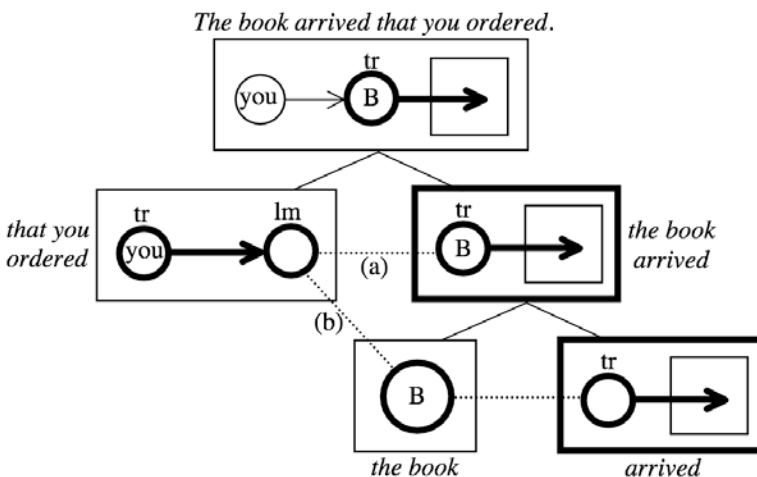 The book arrived that you ordered.
tr
you
B
that you
ordered
tr
you
lm
(a)
tr
B
the book
arrived
(b)
B
the book
tr
arrived